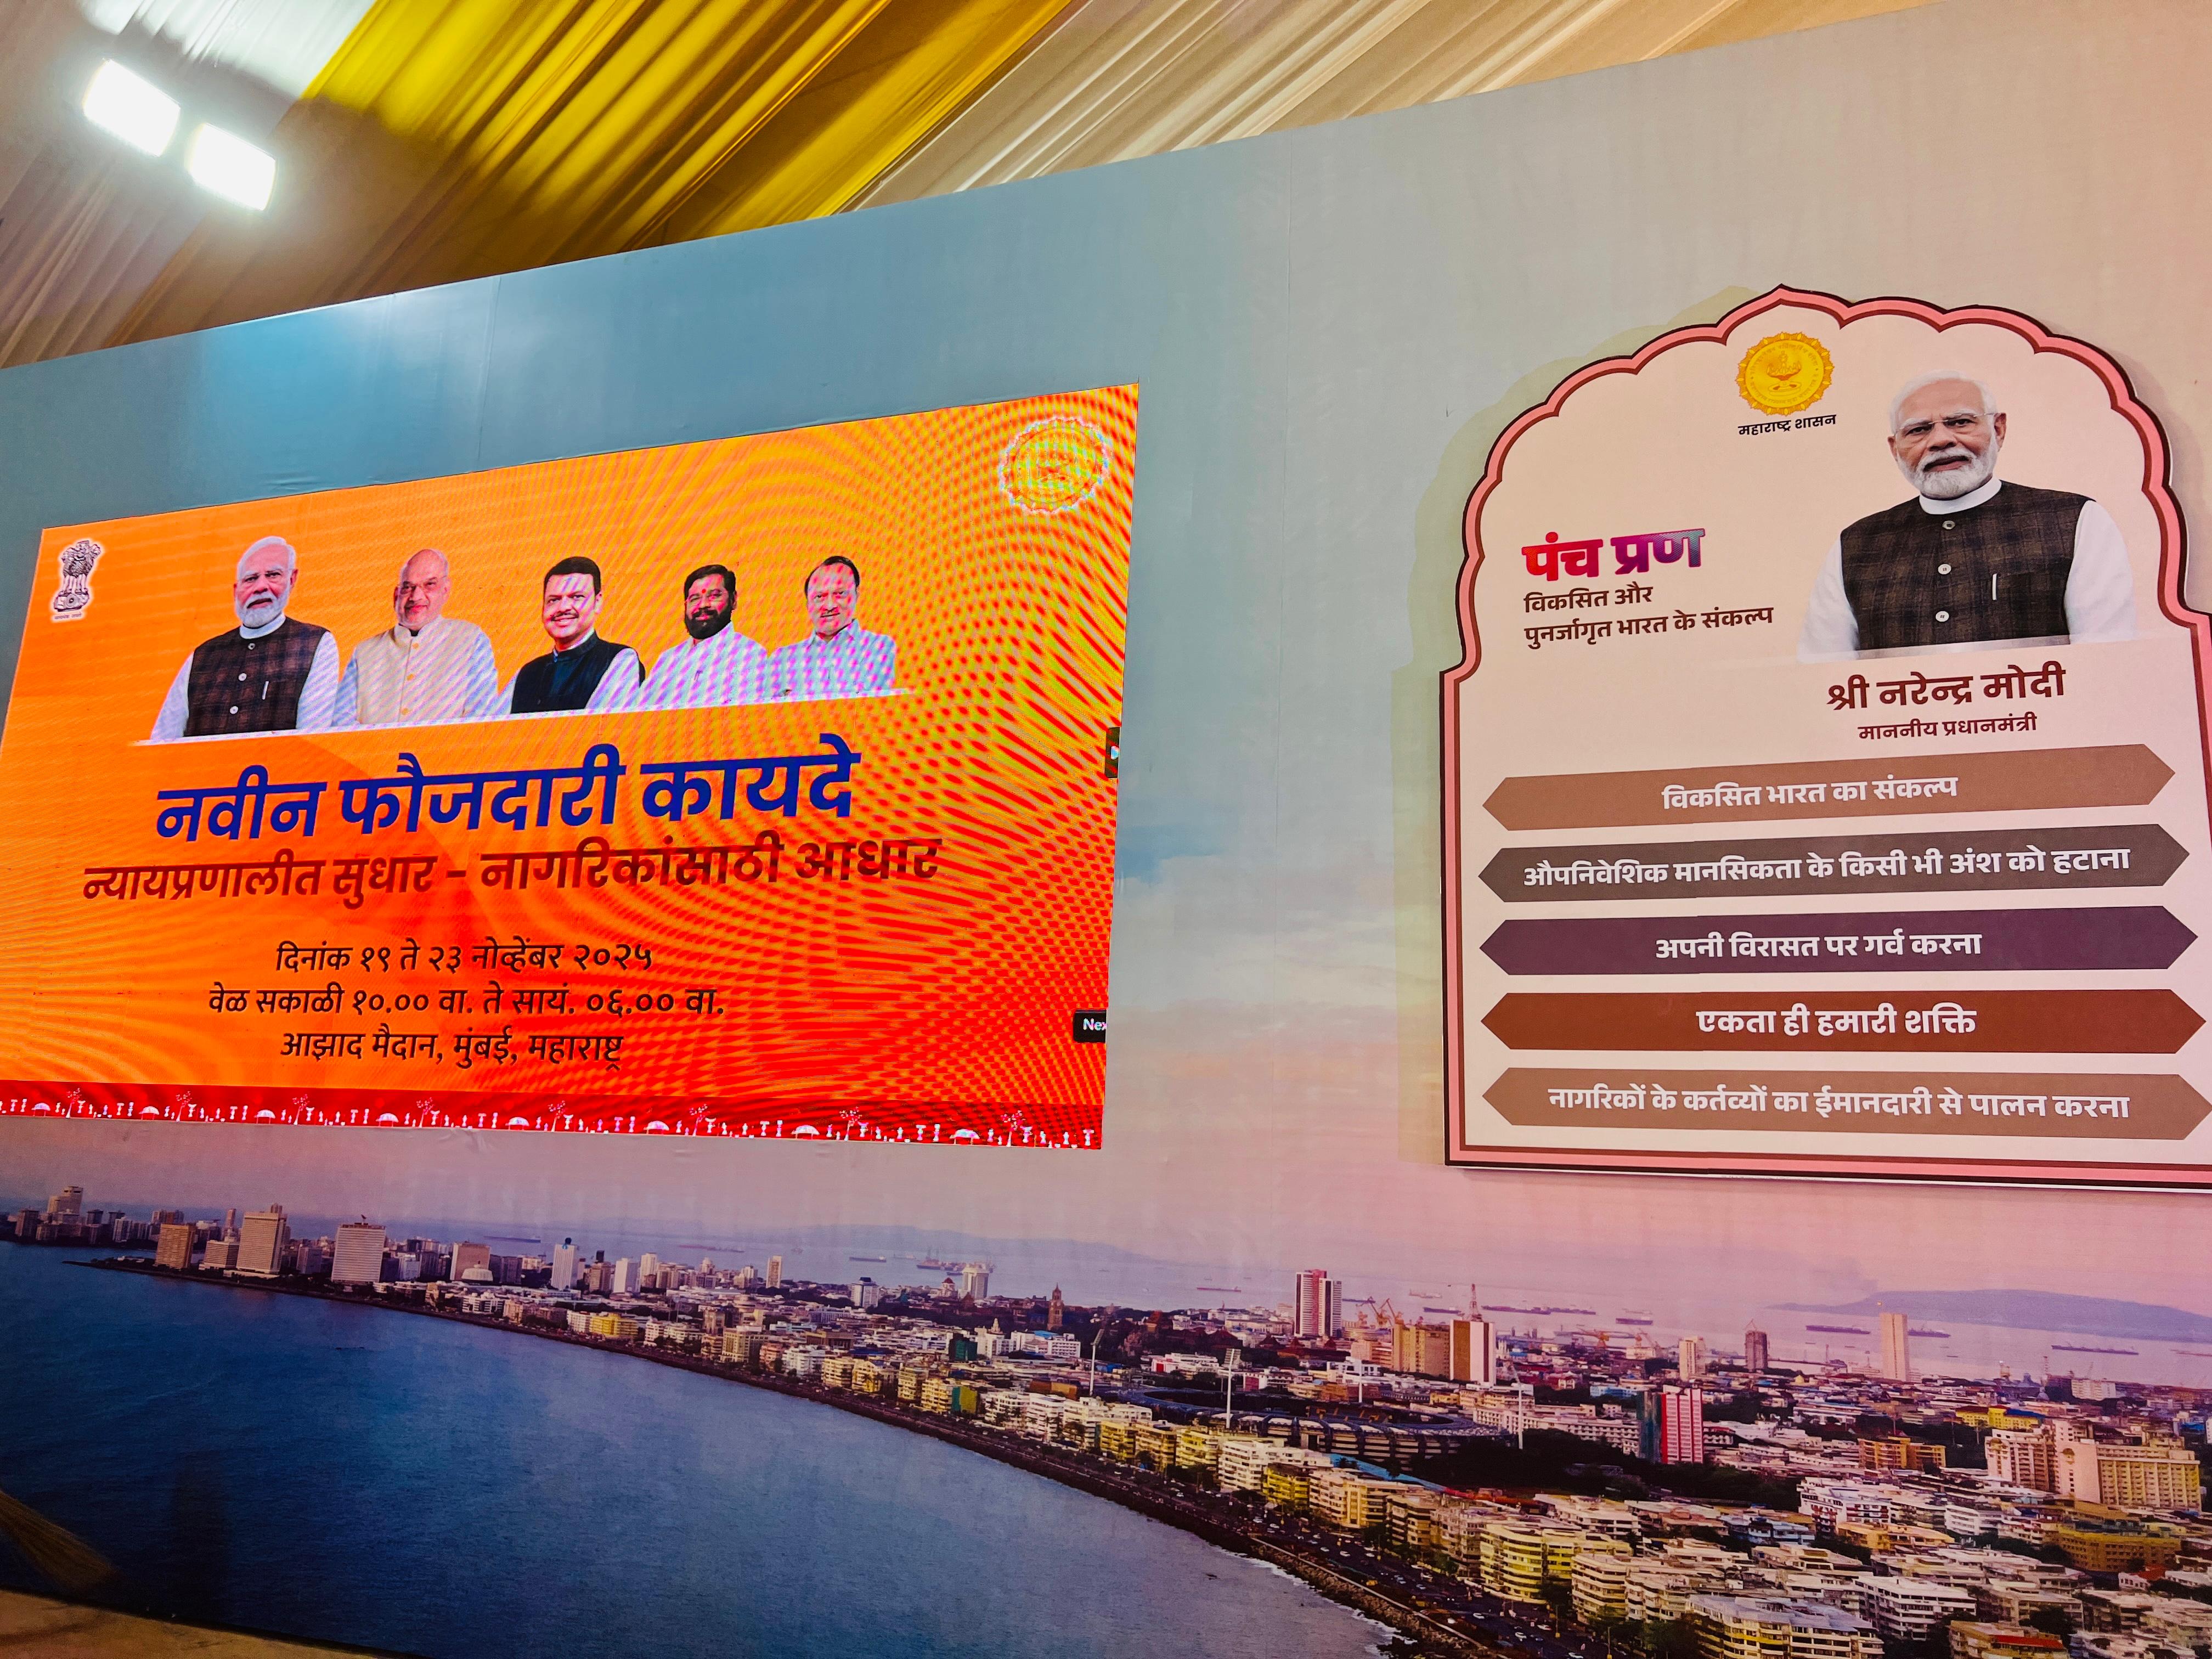 नवीन फौजदारी कायदे
न्यायप्रणालीत सुधार - नागरिकांसाठी आधार
दिनांक १९ ते २३ नोव्हेंबर २०२५
वेळ सकाळी १०.०० वा. ते सायं. ०६.०० वा.
आझाद मैदान, मुंबई, महाराष्ट्र
महाराष्ट्र शासन
पंच प्रण
विकसित और
पुनर्जागृत भारत के संकल्प
श्री नरेन्द्र मोदी
माननीय प्रधानमंत्री
विकसित भारत का संकल्प
औपनिवेशिक मानसिकता के किसी भी अंश को हटाना
अपनी विरासत पर गर्व करना
एकता ही हमारी शक्ति
नागरिकों के कर्तव्यों का ईमानदारी से पालन करना